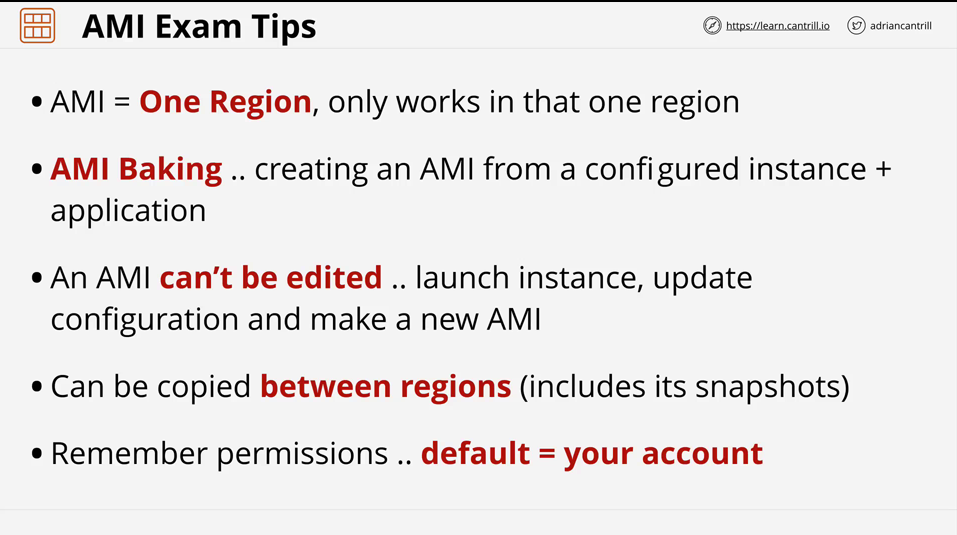 AMI Exam Tips
https://learn.cantrill.io
adriancantrill
• AMI = One Region, only works in that one region
• AMI Baking .. creating an AMI from a configured instance +
application
• An AMI can’t be edited .. launch instance, update
configuration and make a new AMI
• Can be copied between regions (includes its snapshots)
• Remember permissions .. default = your account